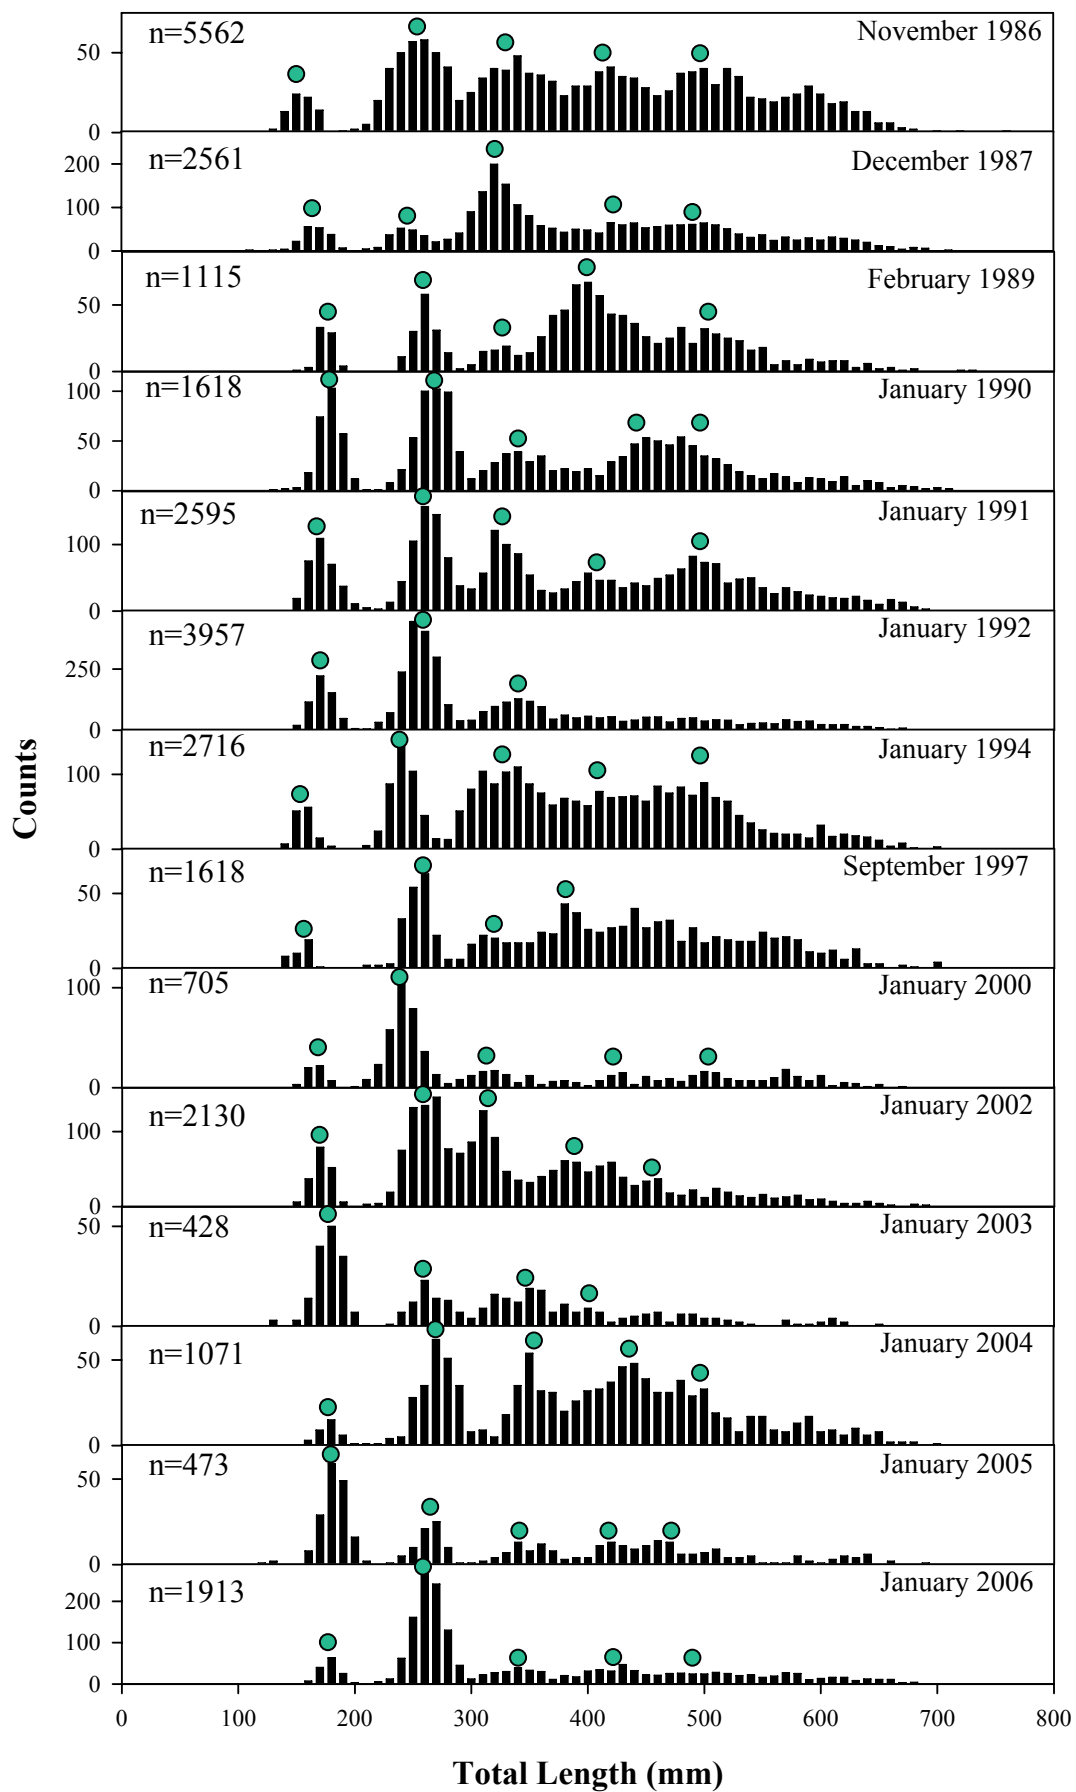 n=5562
November 1986
50
0
n=2561
December 1987
200
100
0
n=1115
February 1989
50
0
n=1618
January 1990
100
50
0
n=2595
January 1991
100
0
n=3957
January 1992
250
0
n=2716
January 1994
100
0
n=1618
September 1997
50
0
n=705
January 2000
100
0
n=2130
January 2002
100
0
n=428
January 2003
50
0
n=1071
January 2004
50
0
n=473
January 2005
50
0
n=1913
January 2006
200
100
0
Counts
0 100 200 300 400 500 600 700 800
Total Length (mm)